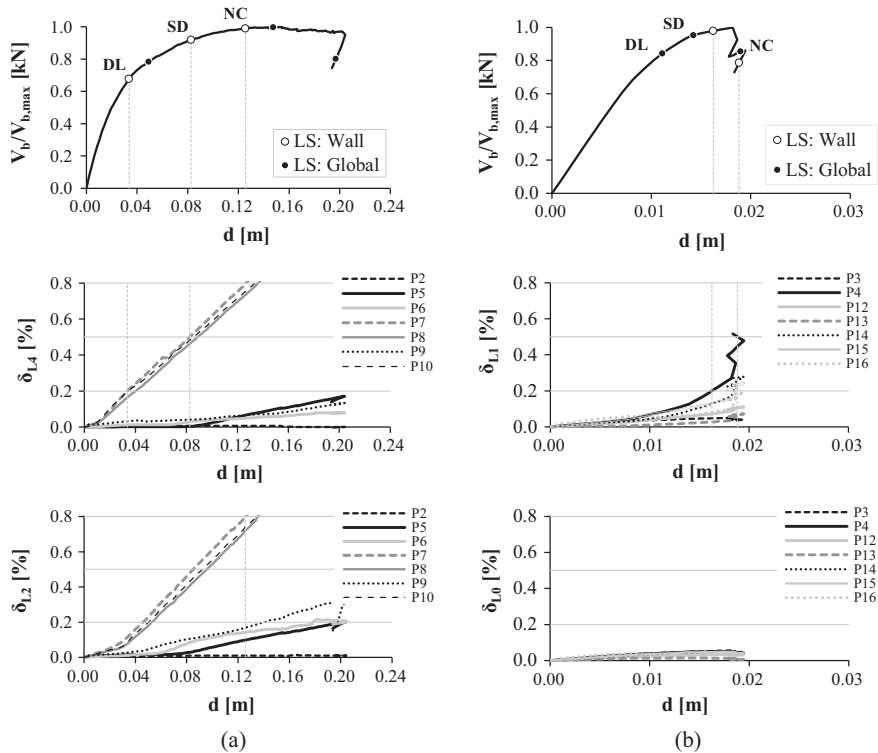 V_b/V_b,max [kN]
1.0
0.8
0.6
0.4
0.2
0.0
DL
SD
NC
LS: Wall
LS: Global
0.00 0.04 0.08 0.12 0.16 0.20 0.24
d [m]
V_b/V_b,max [kN]
1.0
0.8
0.6
0.4
0.2
0.0
DL
SD
NC
LS: Wall
LS: Global
0.00 0.01 0.02 0.03
d [m]
δ_L4 [%]
0.8
0.6
0.4
0.2
0.0
P2
P5
P6
P7
P8
P9
P10
0.00 0.04 0.08 0.12 0.16 0.20 0.24
d [m]
δ_L1 [%]
0.8
0.6
0.4
0.2
0.0
P3
P4
P12
P13
P14
P15
P16
0.00 0.01 0.02 0.03
d [m]
δ_L2 [%]
0.8
0.6
0.4
0.2
0.0
P2
P5
P6
P7
P8
P9
P10
0.00 0.04 0.08 0.12 0.16 0.20 0.24
d [m]
(a)
δ_L0 [%]
0.8
0.6
0.4
0.2
0.0
P3
P4
P12
P13
P14
P15
P16
0.00 0.01 0.02 0.03
d [m]
(b)